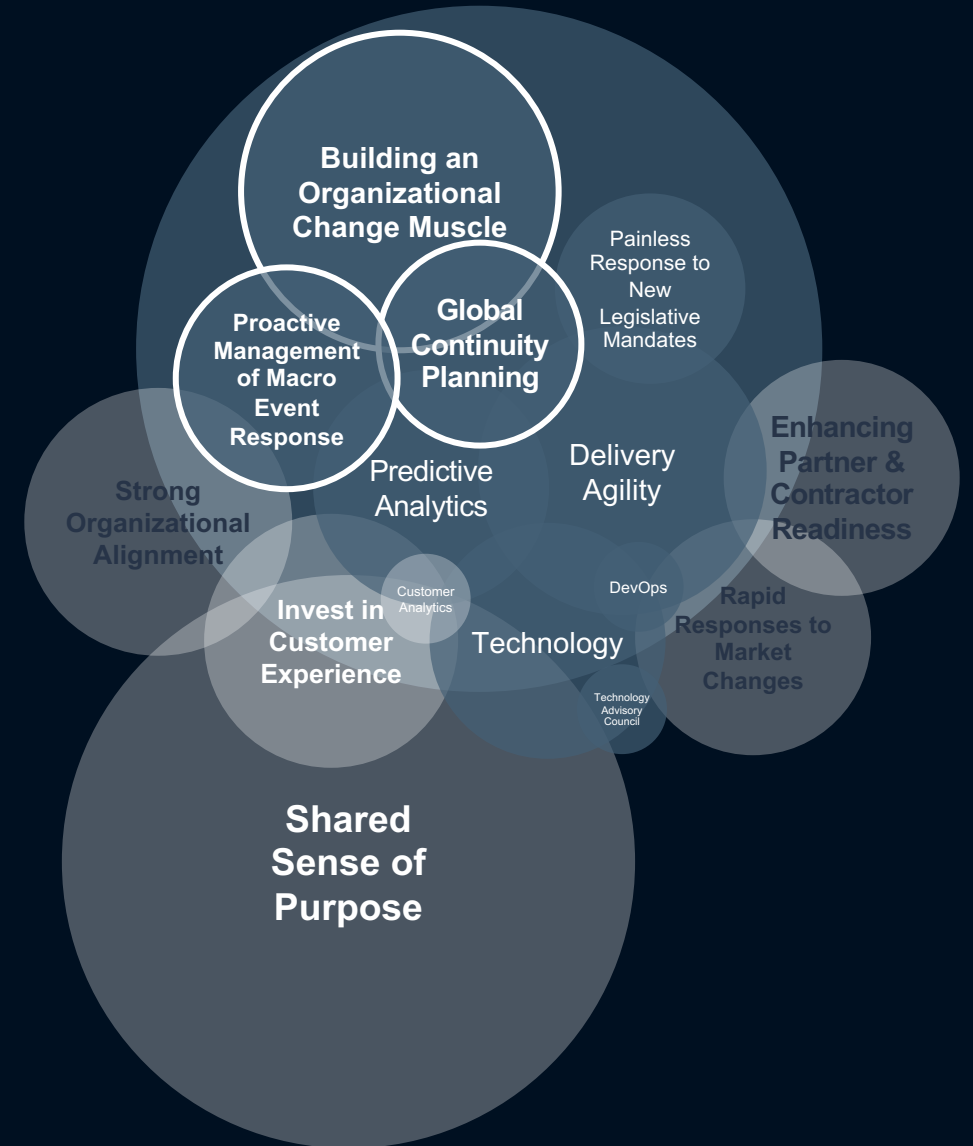 Building an
Organizational
Change Muscle
Painless
Response to
New
Legislative
Mandates
Global
Continuity
Planning
Proactive
Management
of Macro
Event
Response
Enhancing
Partner &
Contractor
Readiness
Delivery
Agility
Predictive
Analytics
Strong
Organizational
Alignment
DevOps
Customer
Analytics
Rapid
Responses to
Market
Changes
Invest in
Customer
Experience
Technology
Technology
Advisory
Council
Shared
Sense of
Purpose